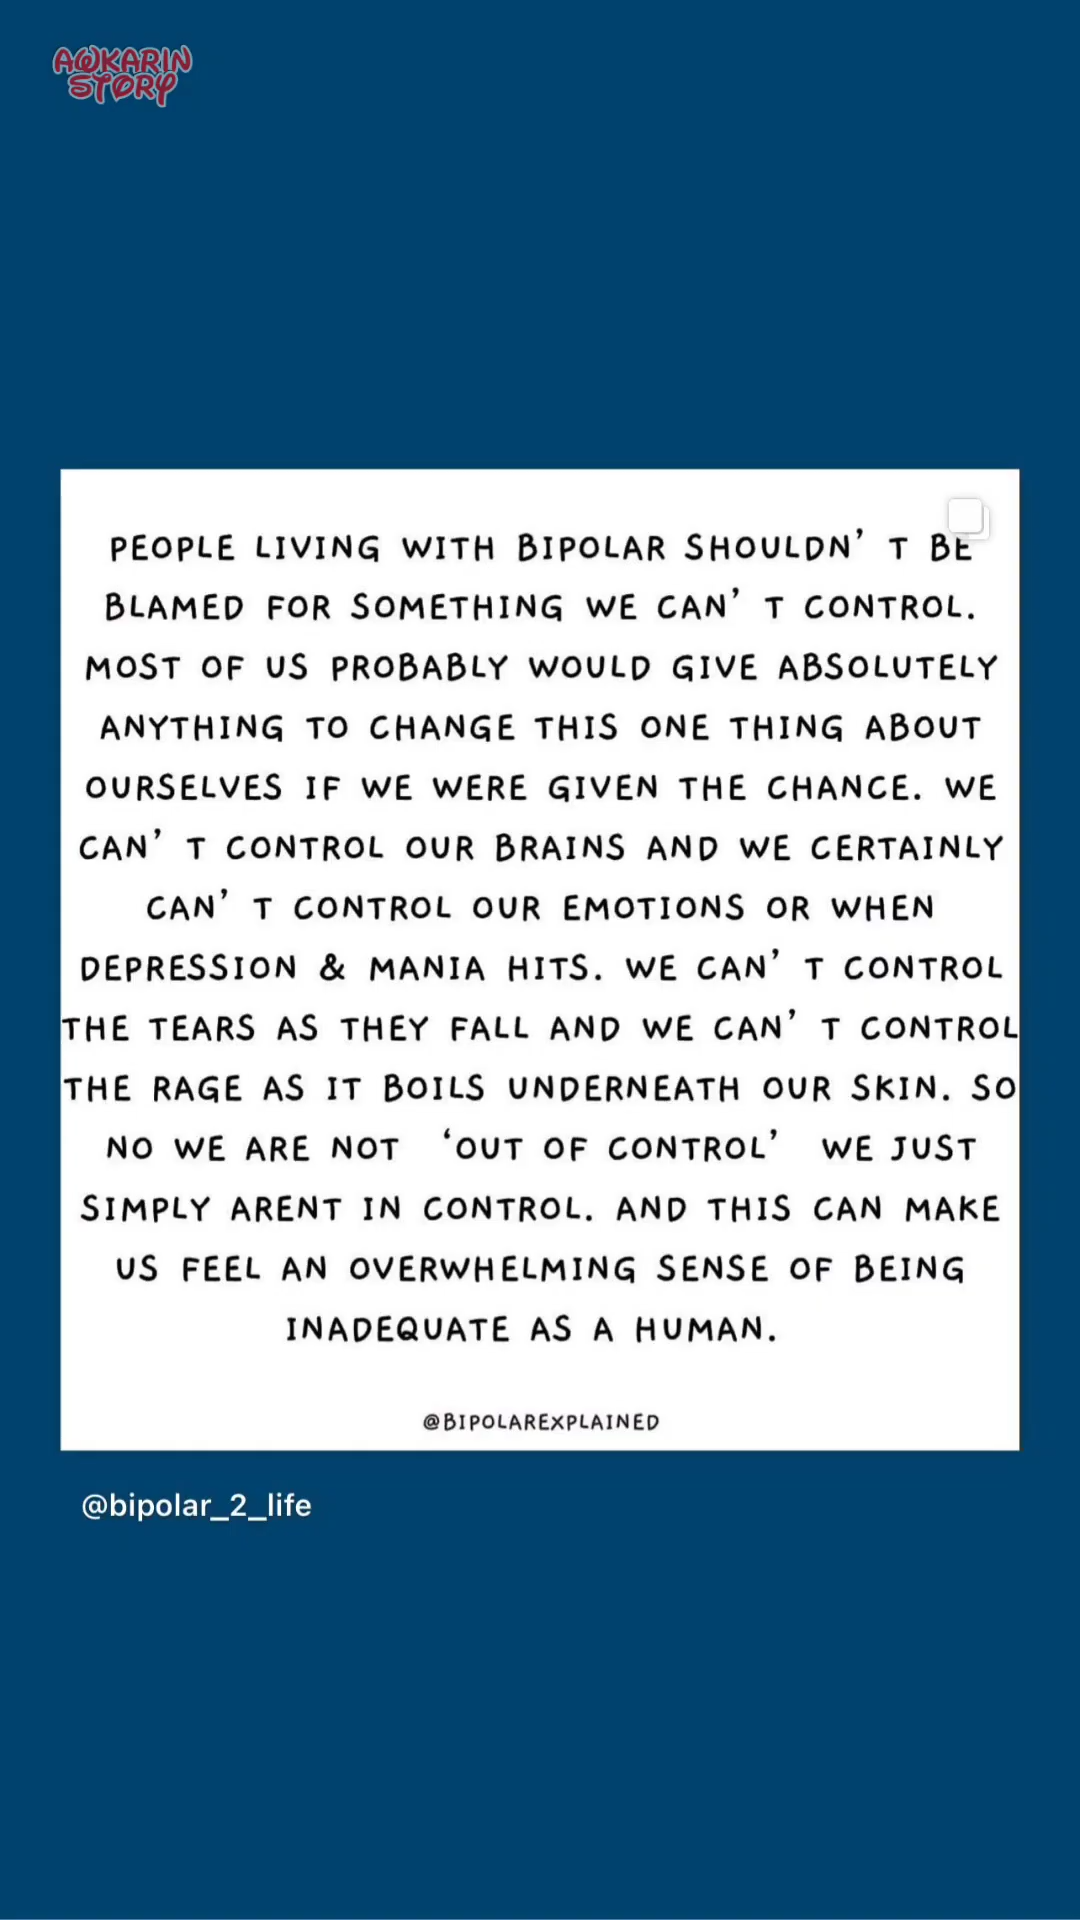 AWKARIN
STORY
PEOPLE LIVING WITH BIPOLAR SHOULDN' T BE
BLAMED FOR SOMETHING WE CAN' T CONTROL.
MOST OF US PROBABLY WOULD GIVE ABSOLUTELY
ANYTHING TO CHANGE THIS ONE THING ABOUT
OURSELVES IF WE WERE GIVEN THE CHANCE. WE
CAN' T CONTROL OUR BRAINS AND WE CERTAINLY
CAN' T CONTROL OUR EMOTIONS OR WHEN
DEPRESSION & MANIA HITS. WE CAN' T CONTROL
THE TEARS AS THEY FALL AND WE CAN' T CONTROL
THE RAGE AS IT BOILS UNDERNEATH OUR SKIN. SO
NO WE ARE NOT 'OUT OF CONTROL' WE JUST
SIMPLY ARENT IN CONTROL. AND THIS CAN MAKE
US FEEL AN OVERWHELMING SENSE OF BEING
INADEQUATE AS A HUMAN.
@BIPOLAREXPLAINED
@bipolar_2_life